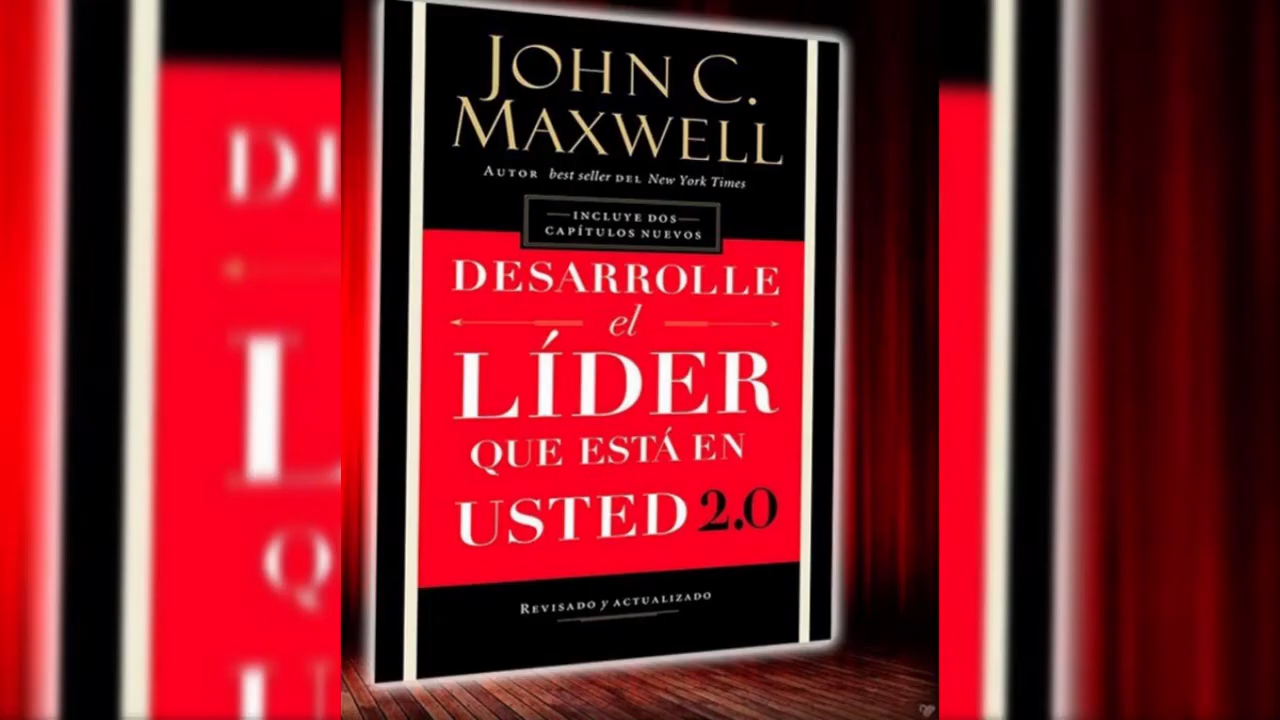 JOHN C.
MAXWELL
AUTOR best seller DEL New York Times
INCLUYE DOS
CAPÍTULOS NUEVOS
DESARROLLE
el
LÍDER
QUE ESTÁ EN
USTED 2.0
REVISADO y ACTUALIZADO